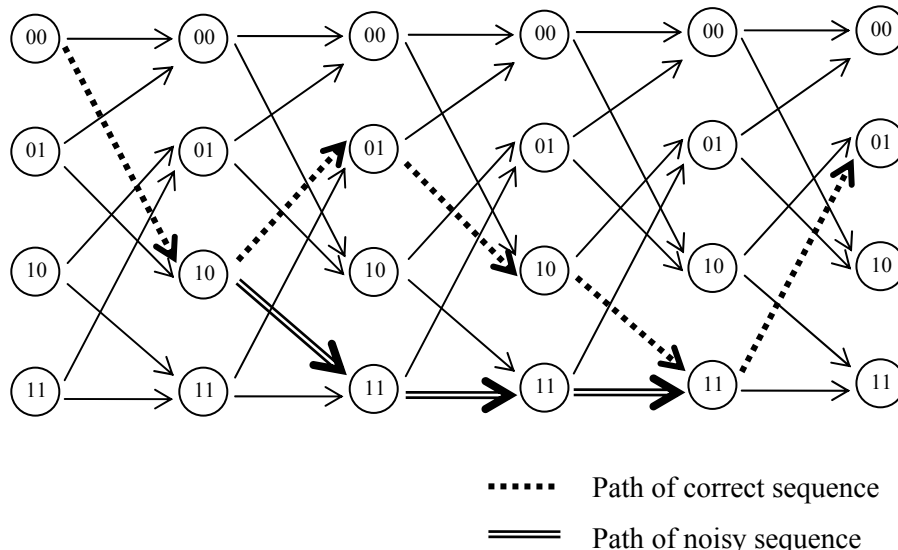 00 00 00 00 00 00
01 01 01 01 01 01
10 10 10 10 10 10
11 11 11 11 11 11
Path of correct sequence
Path of noisy sequence